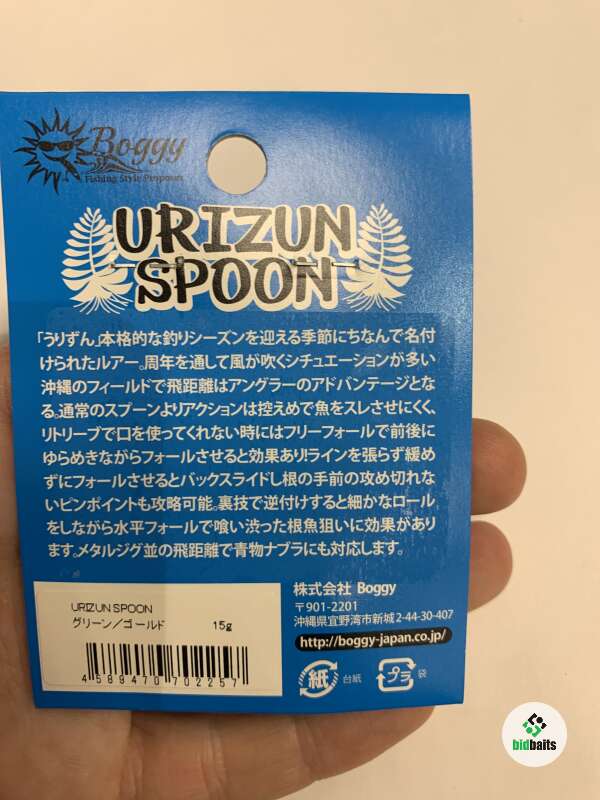 Boggy
Fishing Style Proposers
URIZUN
SPOON
「うりずん」本格的な釣りシーズンを迎える季節にちなんで名付
けられたルアー。周年を通して風が吹くシチュエーションが多い
沖縄のフィールドで飛距離はアングラーのアドバンテージとな
る。通常のスプーンよりアクションは控えめで魚をスレさせにくく、
リトリーブで口を使ってくれない時にはフリーフォールで前後に
ゆらめきながらフォールさせると効果あり!ラインを張らず緩め
ずにフォールさせるとバックスライドし根の手前の攻め切れな
いピンポイントも攻略可能。裏技で逆付けすると細かなロール
をしながら水平フォールで喰い渋った根魚狙いに効果があり
ます。メタルジグ並の飛距離で青物ナブラにも対応します。
URIZUN SPOON
グリーン/ゴールド 15g
4589470702257
株式会社 Boggy
〒901-2201
沖縄県宜野湾市新城2-44-30-407
http://boggy-japan.co.jp/
紙 台紙 プラ 袋
bidbaits